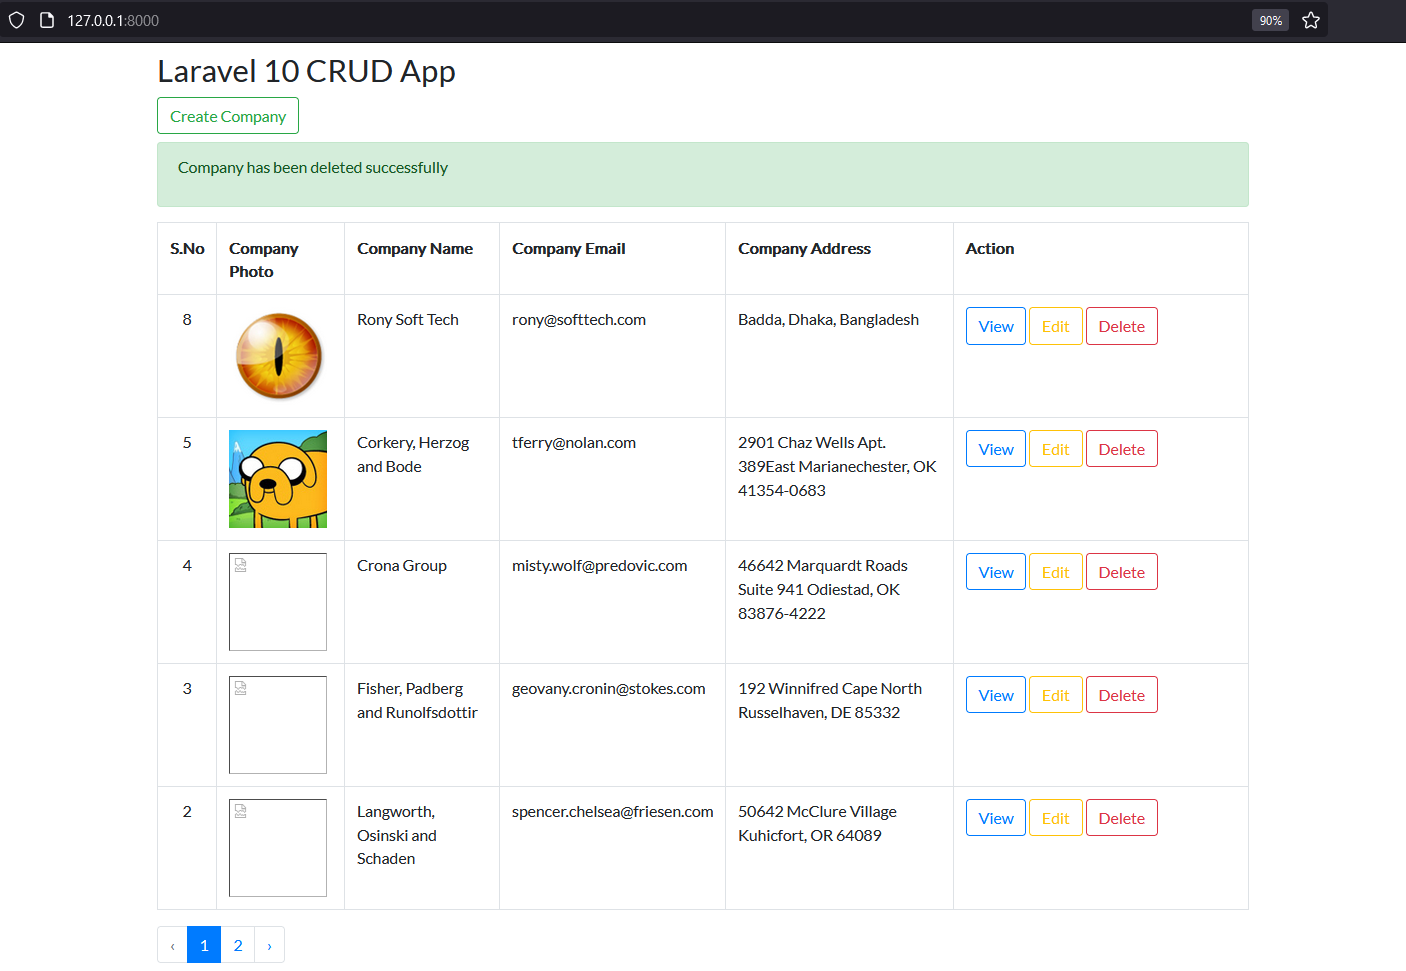 127.0.0.1:8000
90%
Laravel 10 CRUD App
Create Company
Company has been deleted successfully
S.No
Company
Photo
Company Name
Company Email
Company Address
Action
8
Rony Soft Tech
rony@softtech.com
Badda, Dhaka, Bangladesh
View
Edit
Delete
5
Corkery, Herzog
and Bode
tferry@nolan.com
2901 Chaz Wells Apt.
389East Marianechester, OK
41354-0683
View
Edit
Delete
4
Crona Group
misty.wolf@predovic.com
46642 Marquardt Roads
Suite 941 Odiestad, OK
83876-4222
View
Edit
Delete
3
Fisher, Padberg
and Runolfsdottir
geovany.cronin@stokes.com
192 Winnifred Cape North
Russelhaven, DE 85332
View
Edit
Delete
2
Langworth,
Osinski and
Schaden
spencer.chelsea@friesen.com
50642 McClure Village
Kuhicfort, OR 64089
View
Edit
Delete
‹
1
2
›